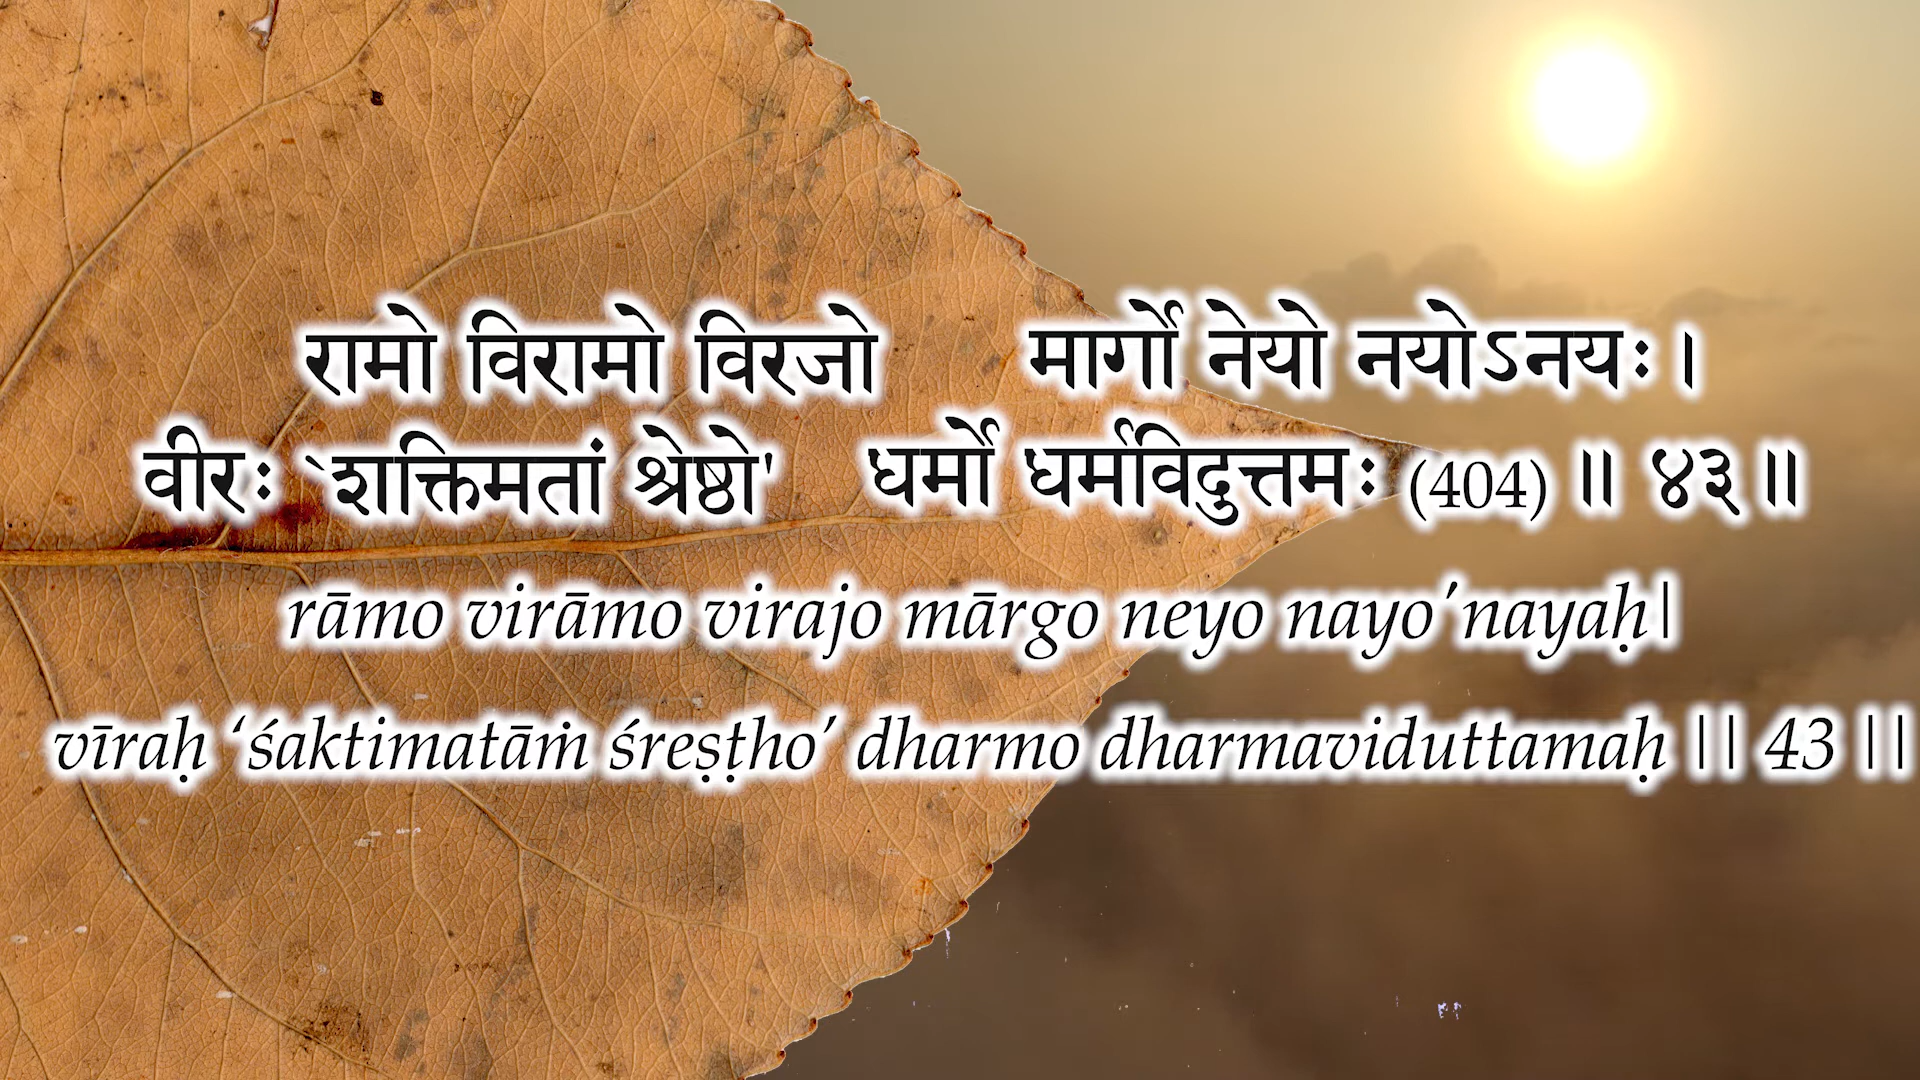 रामो विरामो विरजो मार्गो नेयो नयोऽनयः ।
वीरः `शक्तिमतां श्रेष्ठो' धर्मो धर्मविदुत्तमः (404) ॥ ४३ ॥
rāmo virāmo virajo mārgo neyo nayo’nayaḥ|
vīraḥ ‘śaktimatāṁ śreṣṭho’ dharmo dharmaviduttamaḥ || 43 ||